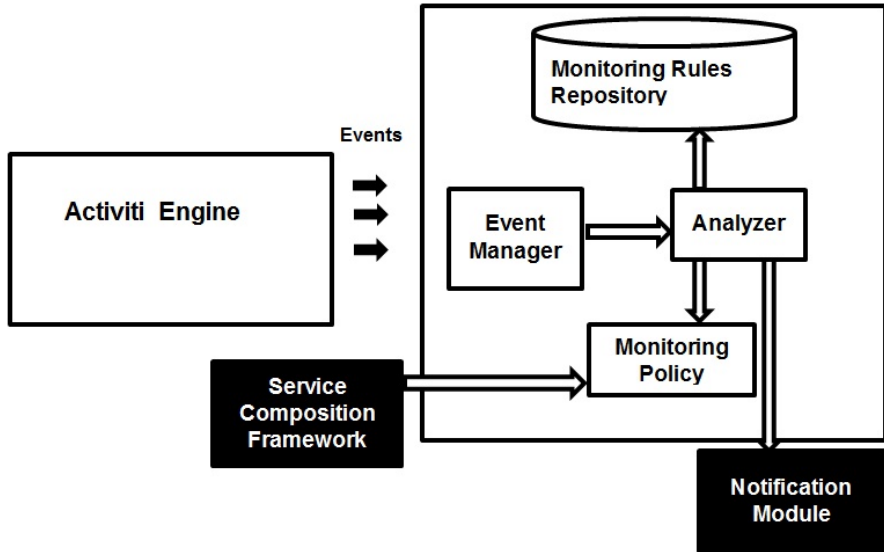 Monitoring Rules
Repository
Events
Activiti Engine
Event
Manager
Analyzer
Monitoring
Policy
Service
Composition
Framework
Notification
Module